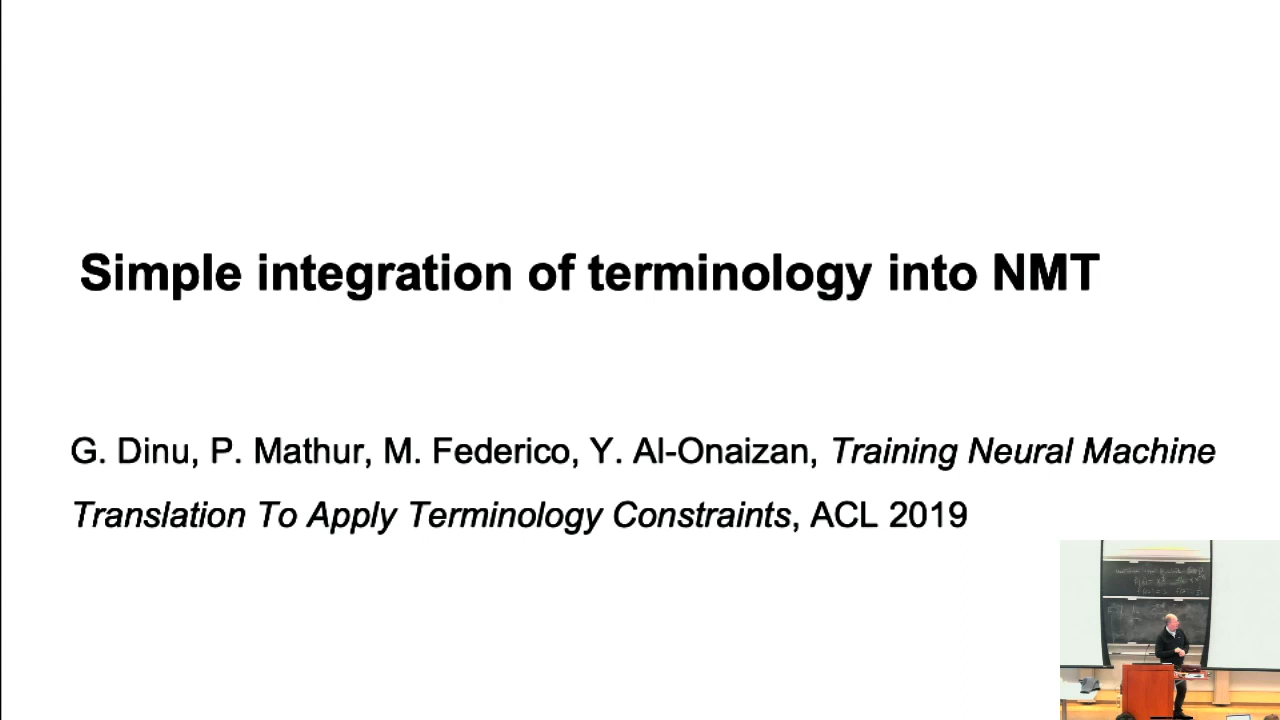 Simple integration of terminology into NMT
G. Dinu, P. Mathur, M. Federico, Y. Al-Onaizan, Training Neural Machine
Translation To Apply Terminology Constraints, ACL 2019